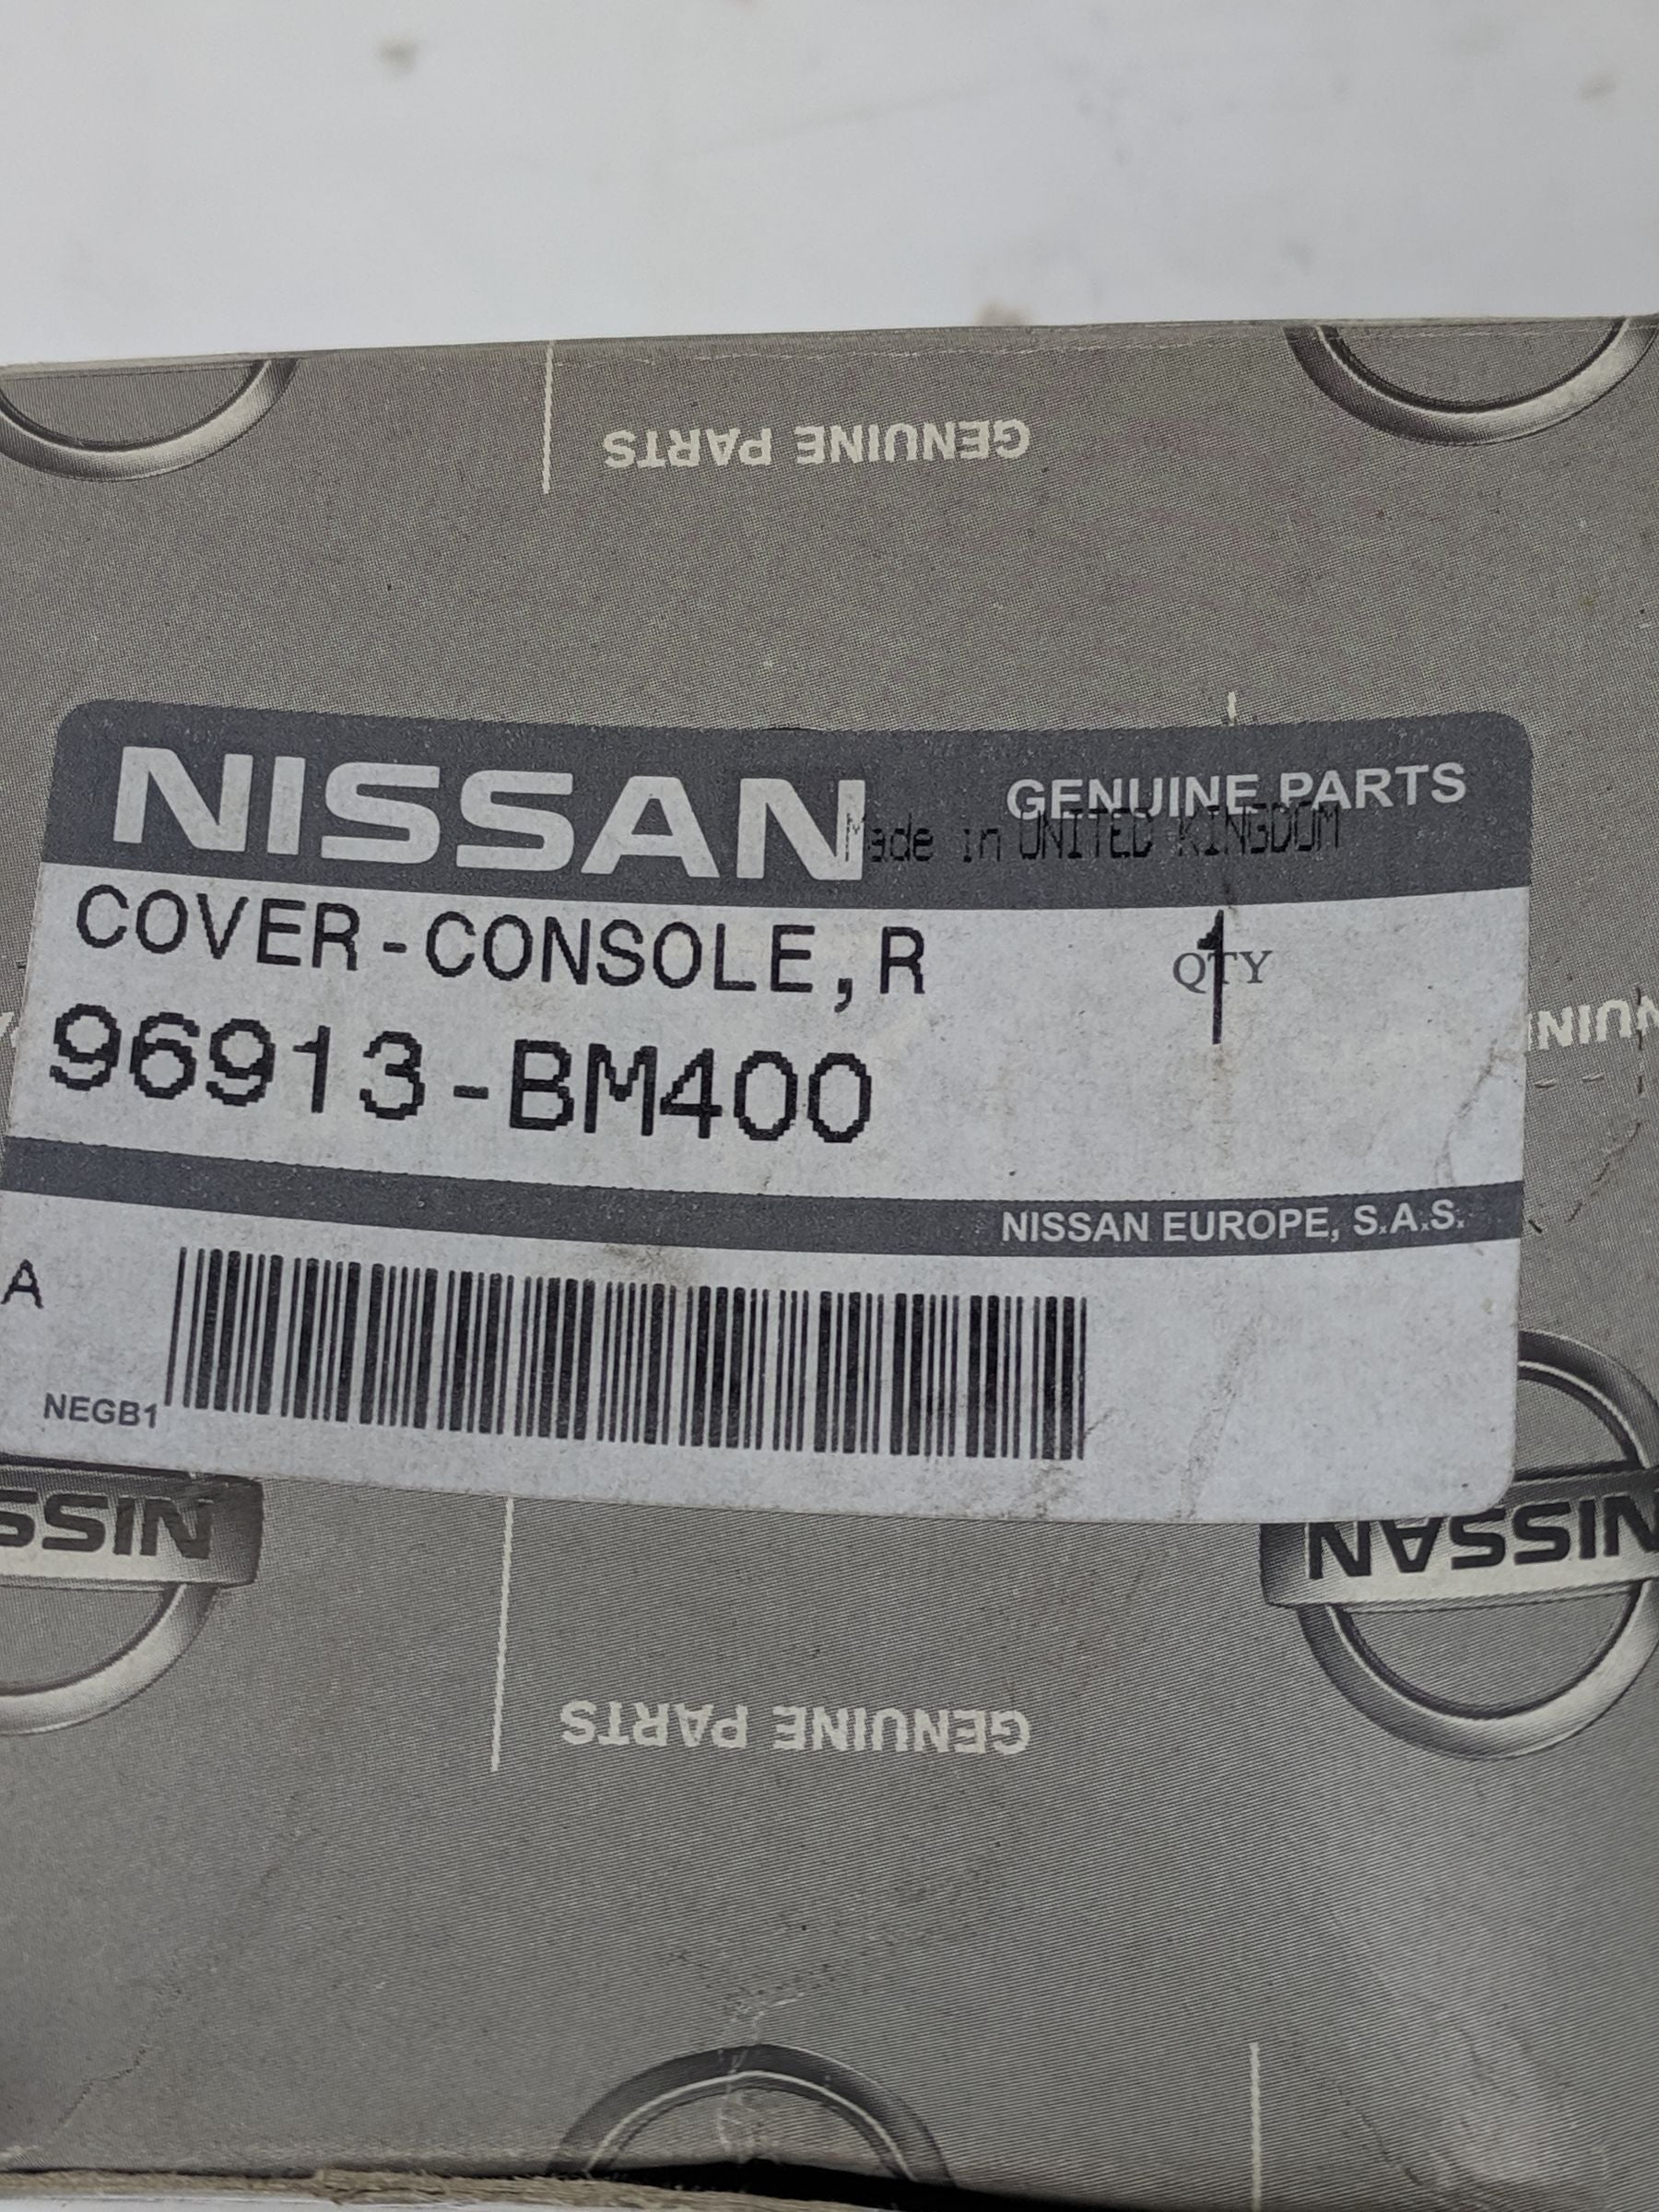 GENUINE PARTS
NISSAN GENUINE PARTS
Made in UNITED KINGDOM
COVER-CONSOLE,R QTY 1
96913-BM400
NISSAN EUROPE, S.A.S.
A
NEGB1
NISSAN
GENUINE PARTS